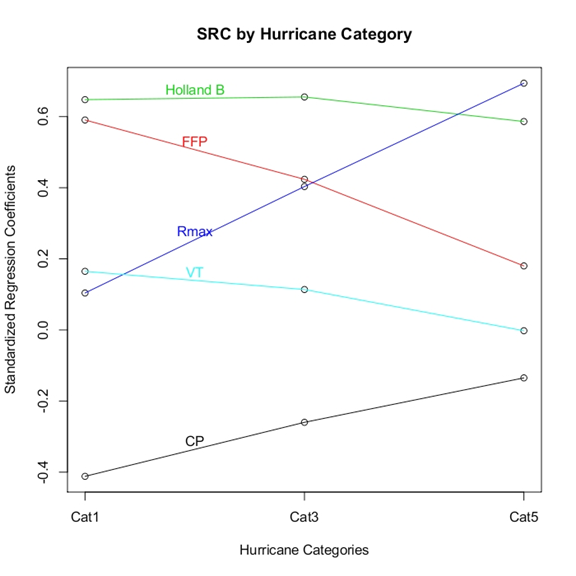 SRC by Hurricane Category
Standardized Regression Coefficients
0.6
0.4
0.2
0.0
-0.2
-0.4
Holland B
FFP
Rmax
VT
CP
Cat1 Cat3 Cat5
Hurricane Categories